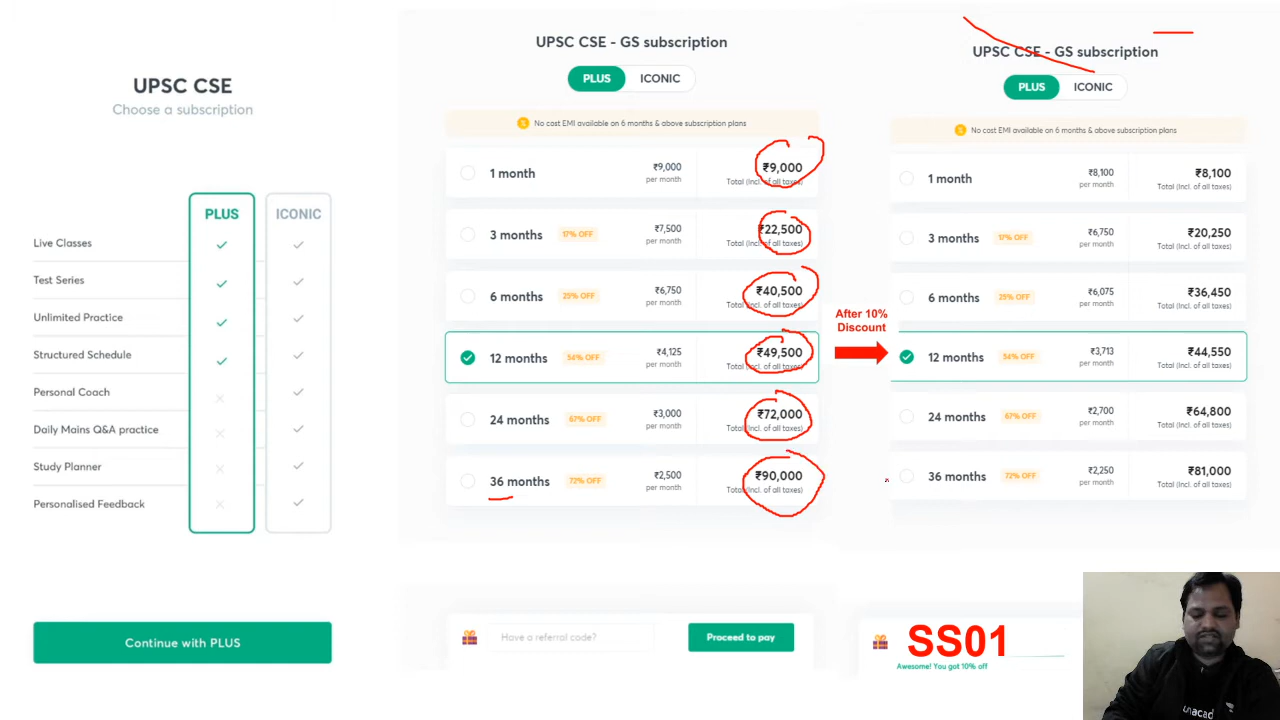 UPSC CSE
Choose a subscription
PLUS
ICONIC
Live Classes
Test Series
Unlimited Practice
Structured Schedule
Personal Coach
Daily Mains Q&A practice
Study Planner
Personalised Feedback
Continue with PLUS
UPSC CSE - GS subscription
PLUS
ICONIC
No cost EMI available on 6 months & above subscription plans
1 month
₹9,000
per month
₹9,000
Total (Incl. of all taxes)
3 months
17% OFF
₹7,500
per month
₹22,500
Total (Incl. of all taxes)
6 months
25% OFF
₹6,750
per month
₹40,500
Total (Incl. of all taxes)
12 months
54% OFF
₹4,125
per month
₹49,500
Total (Incl. of all taxes)
24 months
67% OFF
₹3,000
per month
₹72,000
Total (Incl. of all taxes)
36 months
72% OFF
₹2,500
per month
₹90,000
Total (Incl. of all taxes)
Have a referral code?
Proceed to pay
After 10%
Discount
UPSC CSE - GS subscription
PLUS
ICONIC
No cost EMI available on 6 months & above subscription plans
1 month
₹8,100
per month
₹8,100
Total (Incl. of all taxes)
3 months
17% OFF
₹6,750
per month
₹20,250
Total (Incl. of all taxes)
6 months
25% OFF
₹6,075
per month
₹36,450
Total (Incl. of all taxes)
12 months
54% OFF
₹3,713
per month
₹44,550
Total (Incl. of all taxes)
24 months
67% OFF
₹2,700
per month
₹64,800
Total (Incl. of all taxes)
36 months
72% OFF
₹2,250
per month
₹81,000
Total (Incl. of all taxes)
SS01
Awesome! You got 10% off